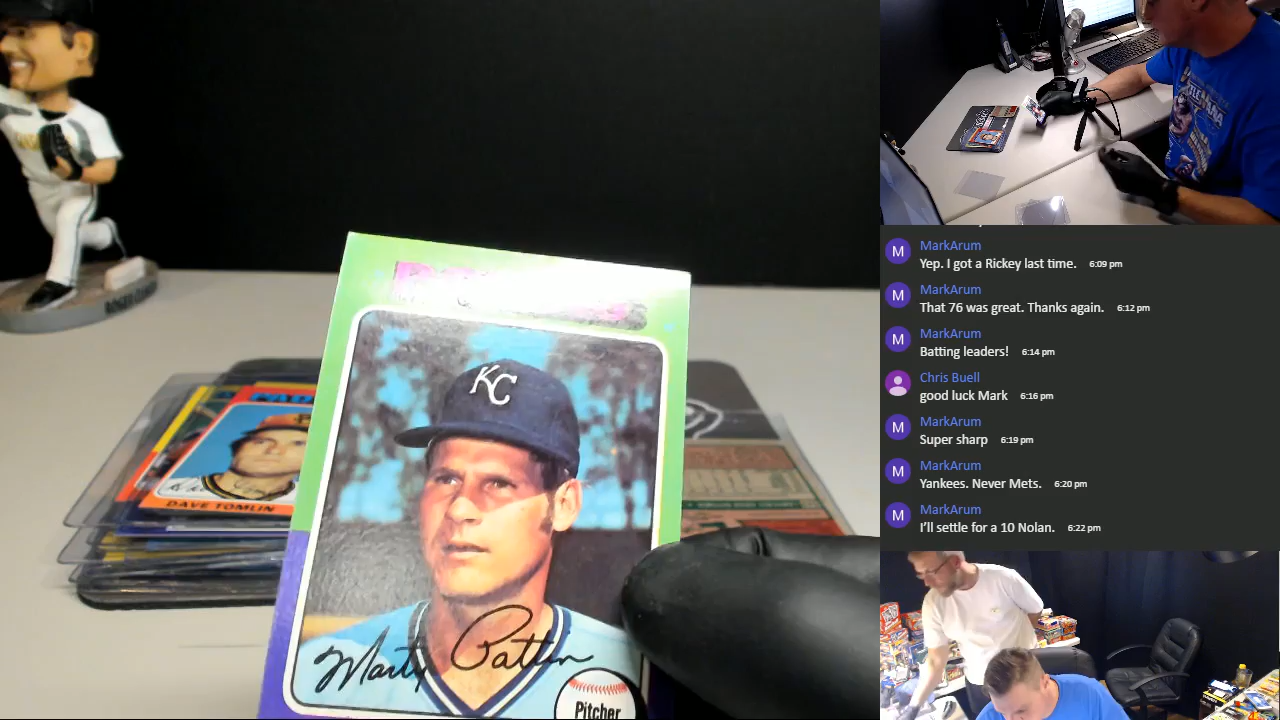 KC
Marty Pattin
Pitcher
DAVE TOMLIN
MarkArum
Yep. I got a Rickey last time. 6:09 pm
MarkArum
That 76 was great. Thanks again. 6:12 pm
MarkArum
Batting leaders! 6:14 pm
Chris Buell
good luck Mark 6:16 pm
MarkArum
Super sharp 6:19 pm
MarkArum
Yankees. Never Mets. 6:20 pm
MarkArum
I'll settle for a 10 Nolan. 6:22 pm
M
M
M
M
M
M